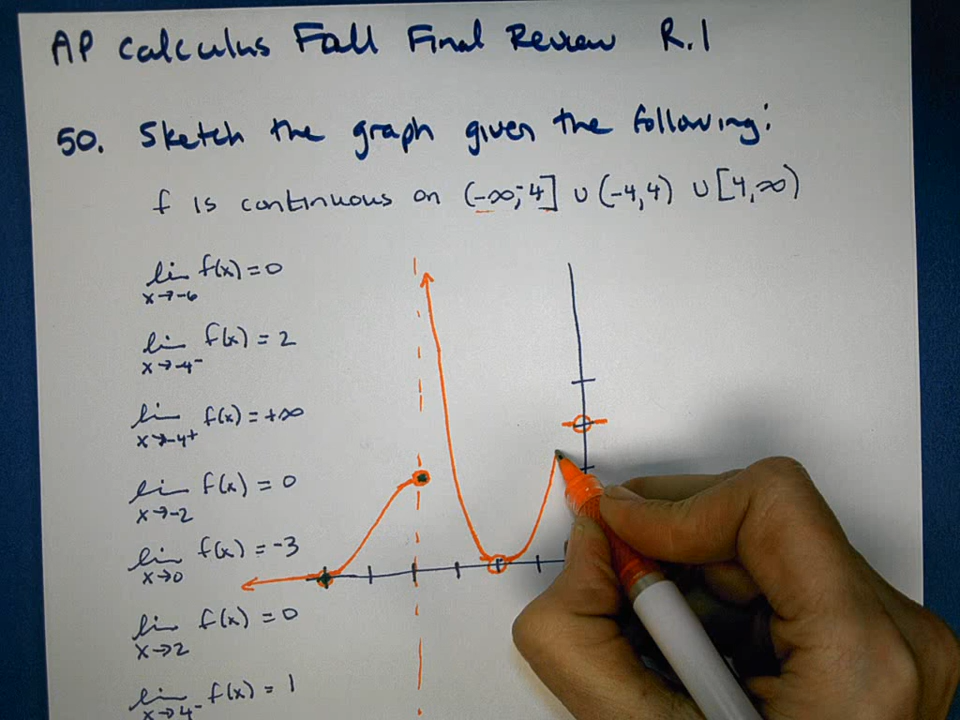 AP Calculus Fall Final Review R.1
50. Sketch the graph given the following:
f is continuous on (-∞,-4] ∪ (-4,4) ∪ [4,∞)
lim f(x) = 0
x→-6
lim f(x) = 2
x→-4⁻
lim f(x) = +∞
x→-4⁺
lim f(x) = 0
x→-2
lim f(x) = -3
x→0
lim f(x) = 0
x→2
lim f(x) = 1
x→4⁻